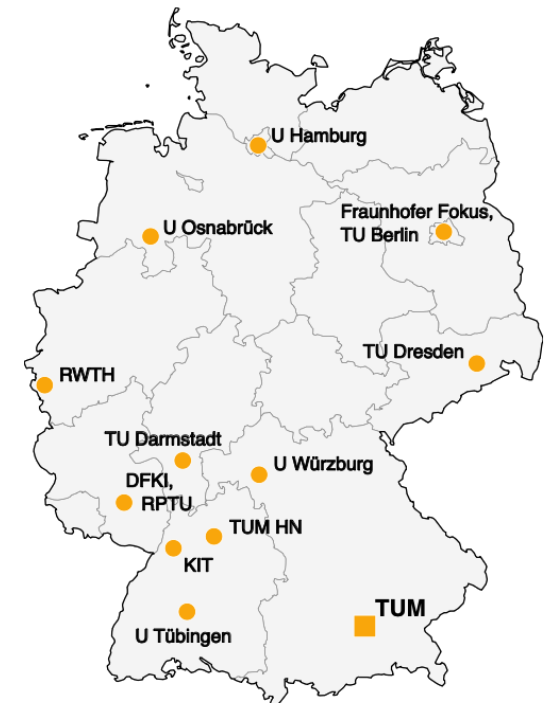 U Hamburg
Fraunhofer Fokus,
TU Berlin
U Osnabrück
TU Dresden
RWTH
TU Darmstadt
U Würzburg
DFKI,
RPTU
TUM HN
KIT
TUM
U Tübingen